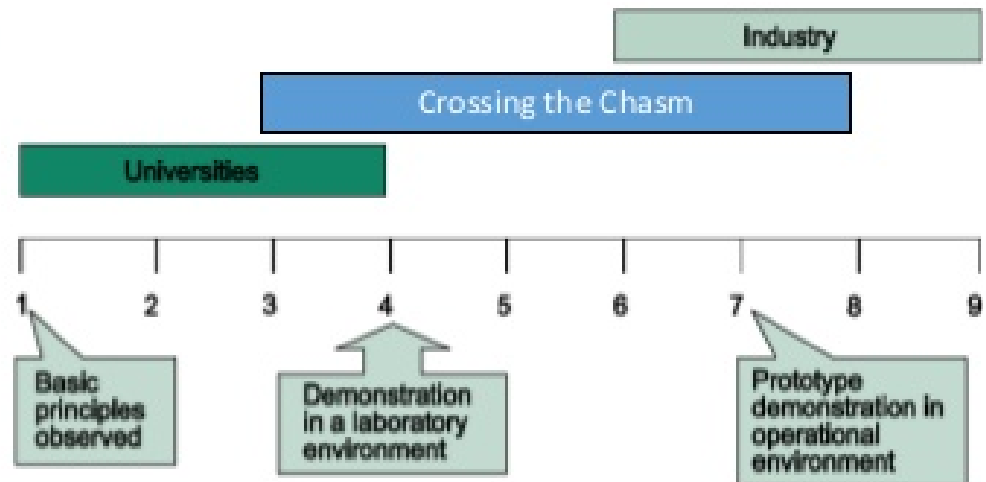 Industry
Crossing the Chasm
Universities
1 2 3 4 5 6 7 8 9
Basic
principles
observed
Demonstration
in a laboratory
environment
Prototype
demonstration in
operational
environment